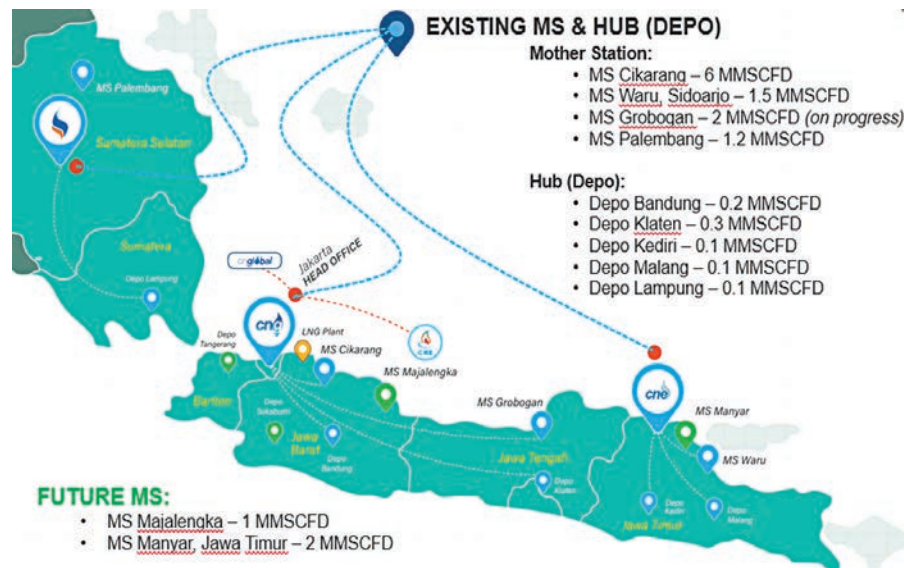 EXISTING MS & HUB (DEPO)
Mother Station:
• MS Cikarang – 6 MMSCFD
• MS Waru, Sidoarjo – 1.5 MMSCFD
• MS Grobogan – 2 MMSCFD (on progress)
• MS Palembang – 1.2 MMSCFD
Hub (Depo):
• Depo Bandung – 0.2 MMSCFD
• Depo Klaten – 0.3 MMSCFD
• Depo Kediri – 0.1 MMSCFD
• Depo Malang – 0.1 MMSCFD
• Depo Lampung – 0.1 MMSCFD
MS Palembang
Sumatera Selatan
Sumatera
Depo Lampung
cnglobal
Jakarta
HEAD OFFICE
cng
CNE
Depo
Tangerang
LNG Plant
MS Cikarang
MS Majalengka
Banten
Depo
Sukabumi
Jawa
Barat
Depo
Bandung
MS Grobogan
Jawa Tengah
Depo
Klaten
cne
MS Manyar
MS Waru
Depo
Kediri
Depo
Malang
Jawa Timur
FUTURE MS:
• MS Majalengka – 1 MMSCFD
• MS Manyar, Jawa Timur – 2 MMSCFD